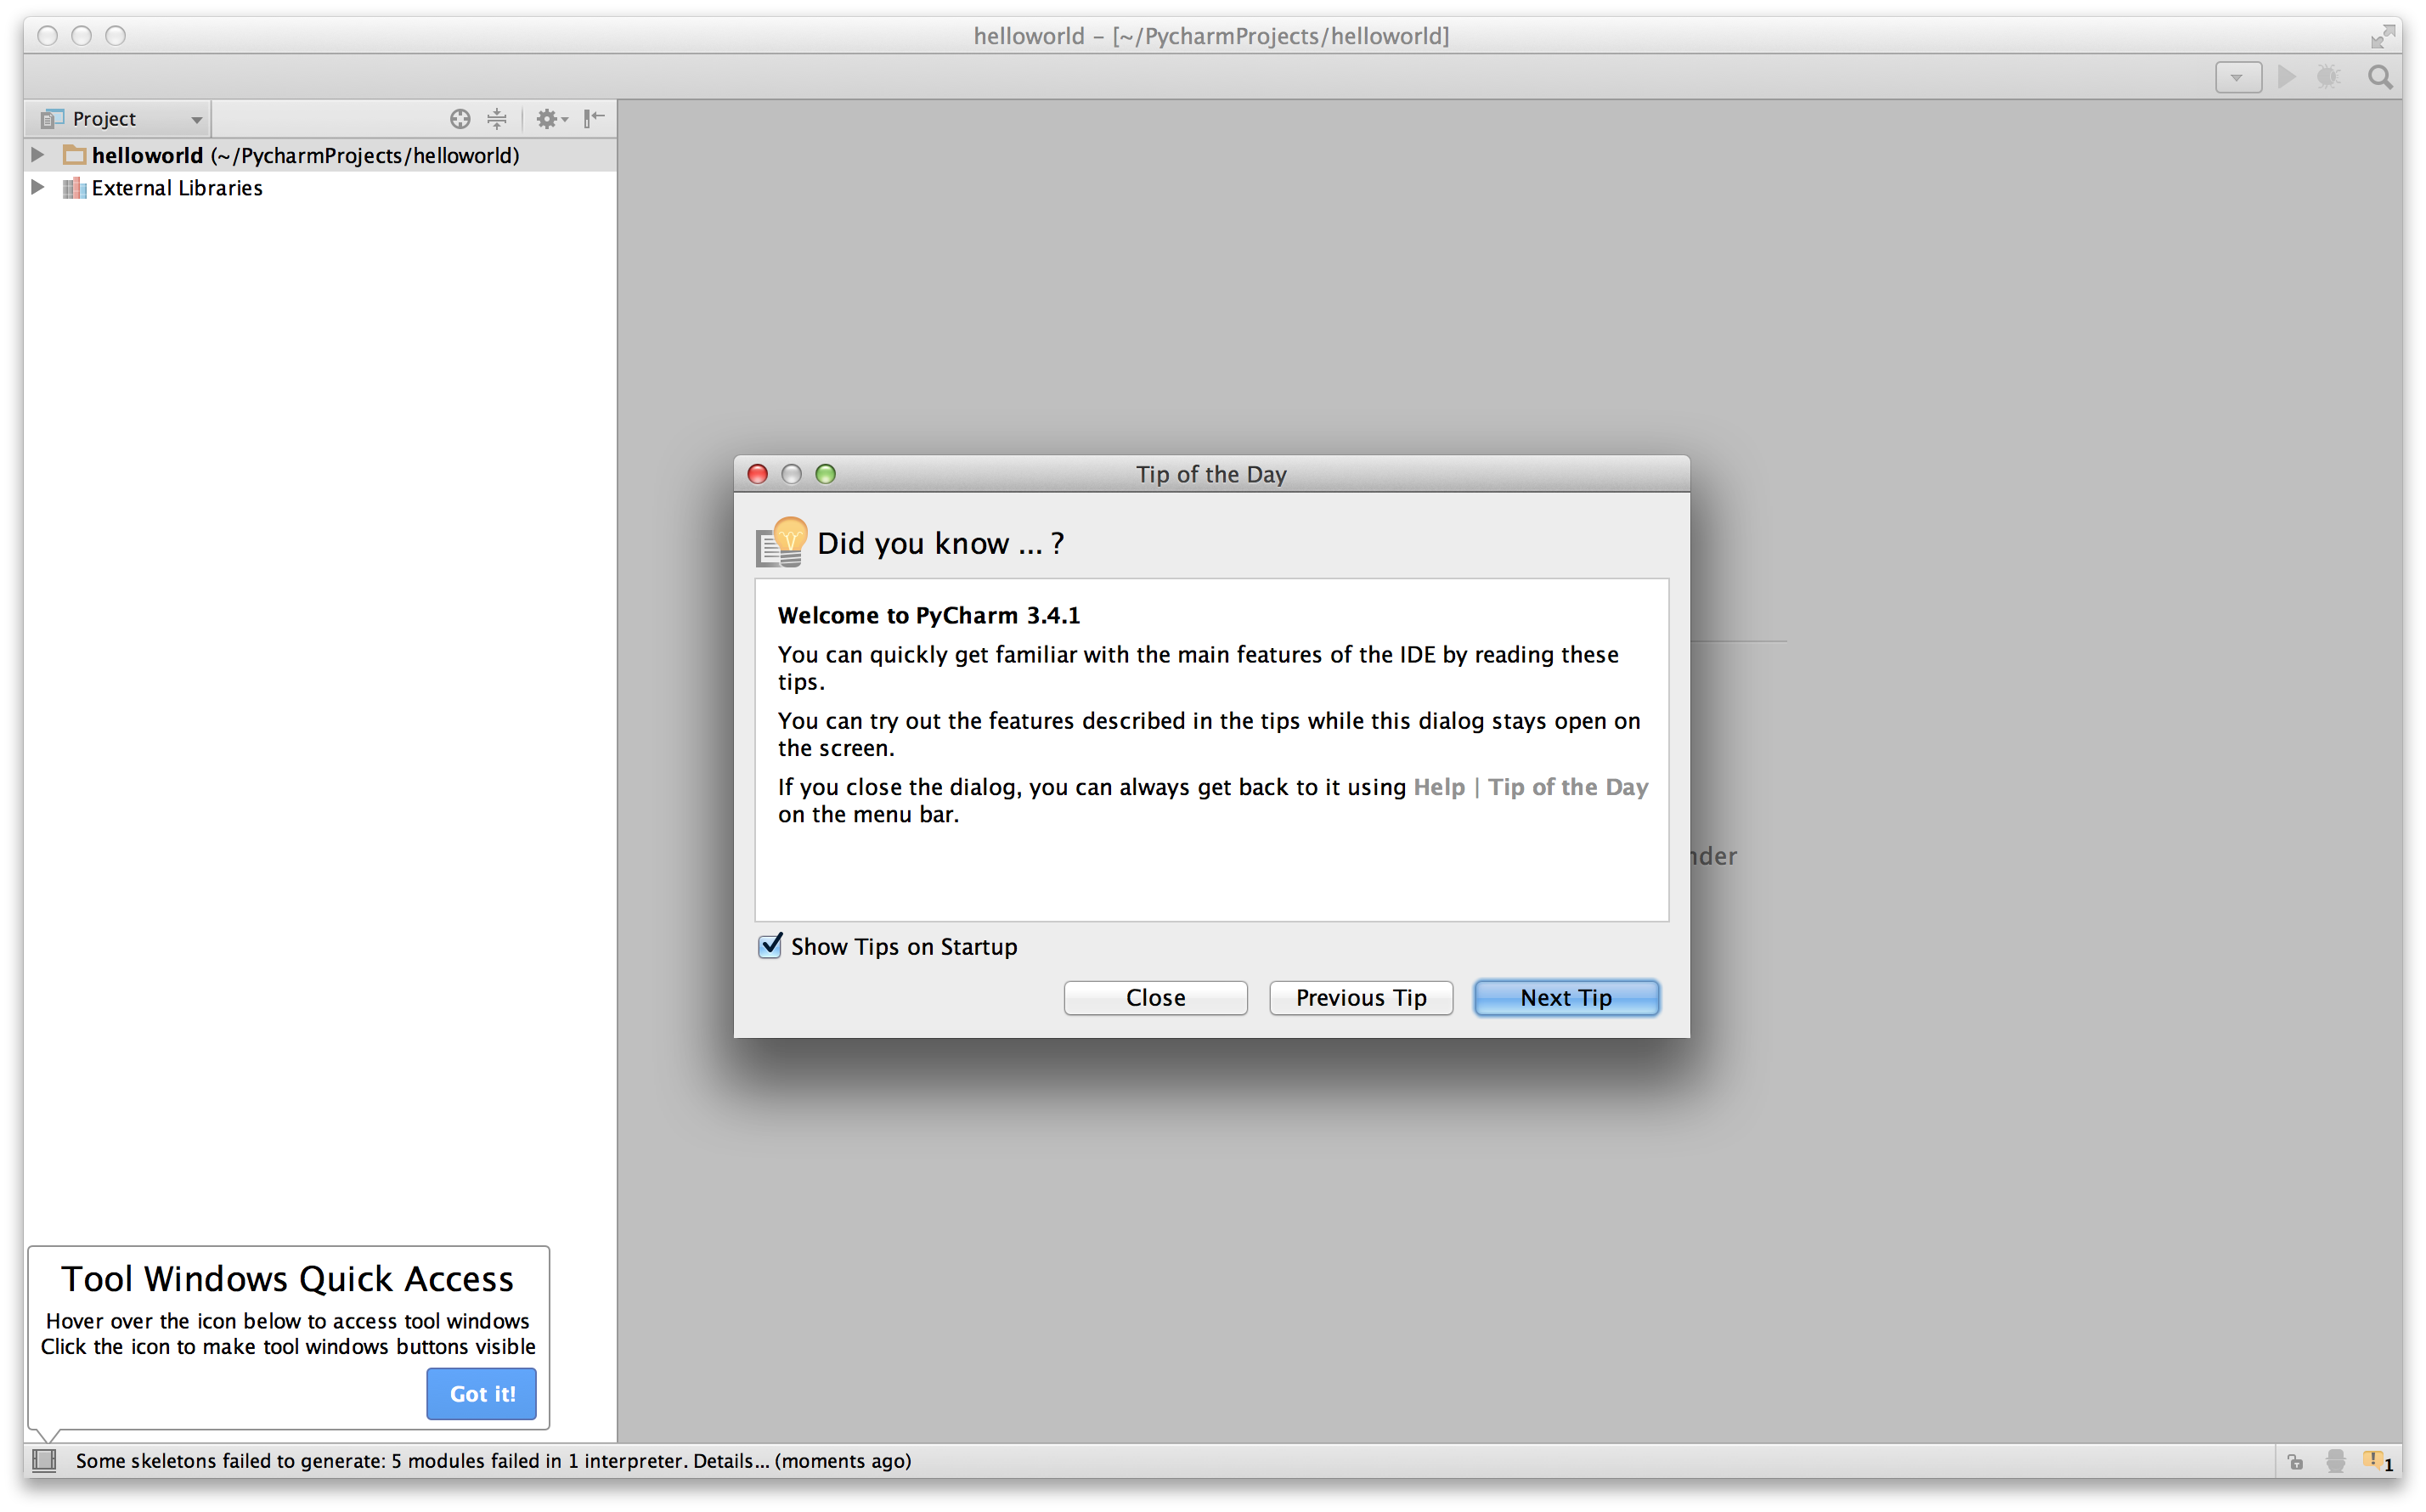 helloworld – [~/PycharmProjects/helloworld]
Project
helloworld (~/PycharmProjects/helloworld)
External Libraries
Tip of the Day
Did you know ... ?
Welcome to PyCharm 3.4.1
You can quickly get familiar with the main features of the IDE by reading these
tips.
You can try out the features described in the tips while this dialog stays open on
the screen.
If you close the dialog, you can always get back to it using Help | Tip of the Day
on the menu bar.
Show Tips on Startup
Close
Previous Tip
Next Tip
Tool Windows Quick Access
Hover over the icon below to access tool windows
Click the icon to make tool windows buttons visible
Got it!
Some skeletons failed to generate: 5 modules failed in 1 interpreter. Details... (moments ago)
1